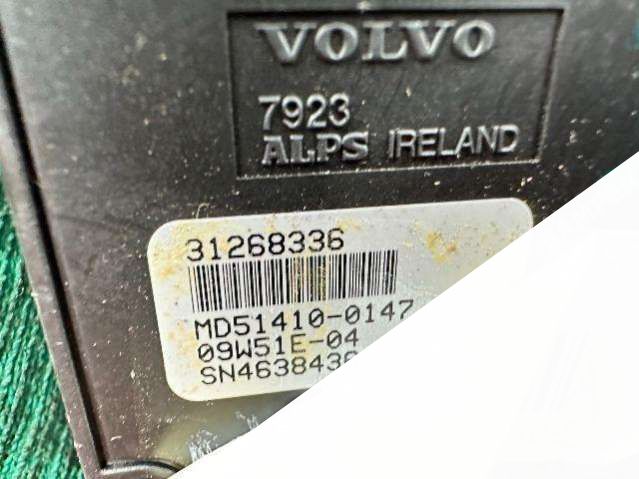 VOLVO
7923
ALPS IRELAND
31268336
MD51410-0147
09W51E-04